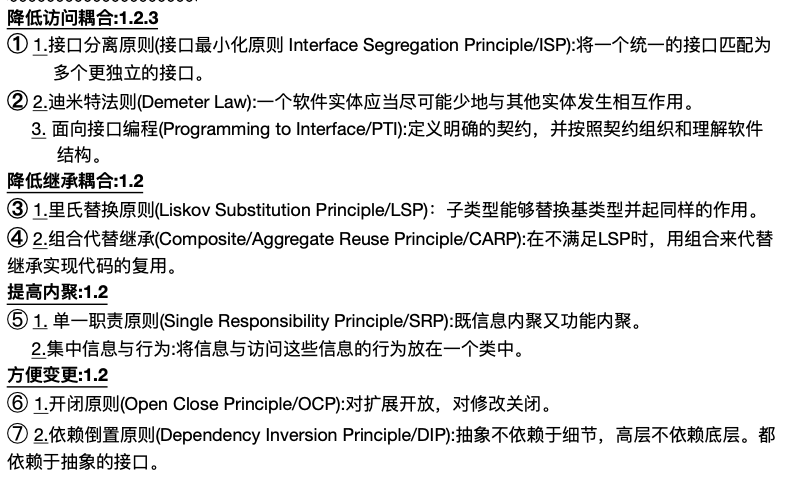 降低访问耦合:1.2.3
① 1.接口分离原则(接口最小化原则 Interface Segregation Principle/ISP):将一个统一的接口匹配为
多个更独立的接口。
② 2.迪米特法则(Demeter Law):一个软件实体应当尽可能少地与其他实体发生相互作用。
3. 面向接口编程(Programming to Interface/PTI):定义明确的契约，并按照契约组织和理解软件
结构。
降低继承耦合:1.2
③ 1.里氏替换原则(Liskov Substitution Principle/LSP)：子类型能够替换基类型并起同样的作用。
④ 2.组合代替继承(Composite/Aggregate Reuse Principle/CARP):在不满足LSP时，用组合来代替
继承实现代码的复用。
提高内聚:1.2
⑤ 1. 单一职责原则(Single Responsibility Principle/SRP):既信息内聚又功能内聚。
2.集中信息与行为:将信息与访问这些信息的行为放在一个类中。
方便变更:1.2
⑥ 1.开闭原则(Open Close Principle/OCP):对扩展开放，对修改关闭。
⑦ 2.依赖倒置原则(Dependency Inversion Principle/DIP):抽象不依赖于细节，高层不依赖底层。都
依赖于抽象的接口。